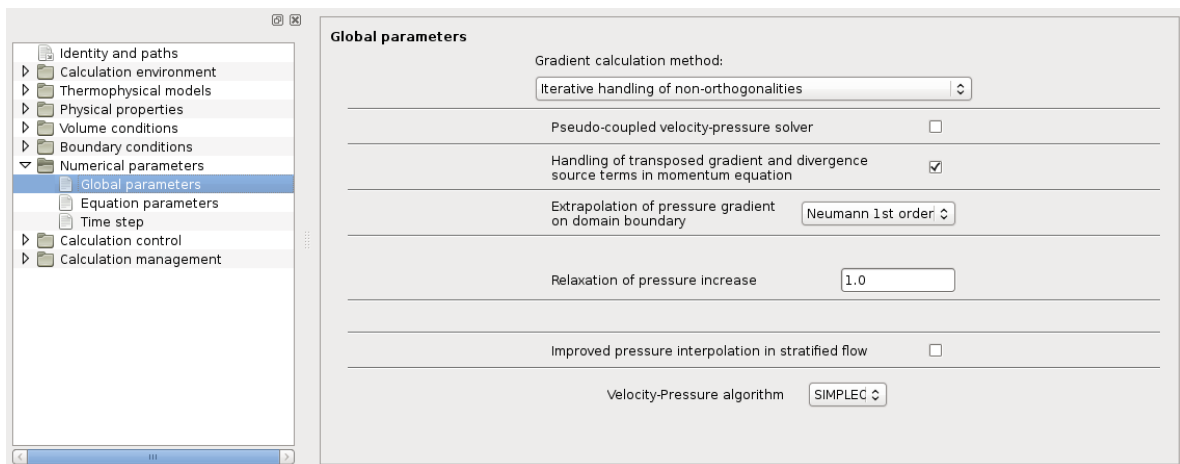 Identity and paths
Calculation environment
Thermophysical models
Physical properties
Volume conditions
Boundary conditions
Numerical parameters
Global parameters
Equation parameters
Time step
Calculation control
Calculation management
Global parameters
Gradient calculation method:
Iterative handling of non-orthogonalities
Pseudo-coupled velocity-pressure solver
Handling of transposed gradient and divergence
source terms in momentum equation
Extrapolation of pressure gradient
on domain boundary
Neumann 1st order
Relaxation of pressure increase
1.0
Improved pressure interpolation in stratified flow
Velocity-Pressure algorithm
SIMPLEC